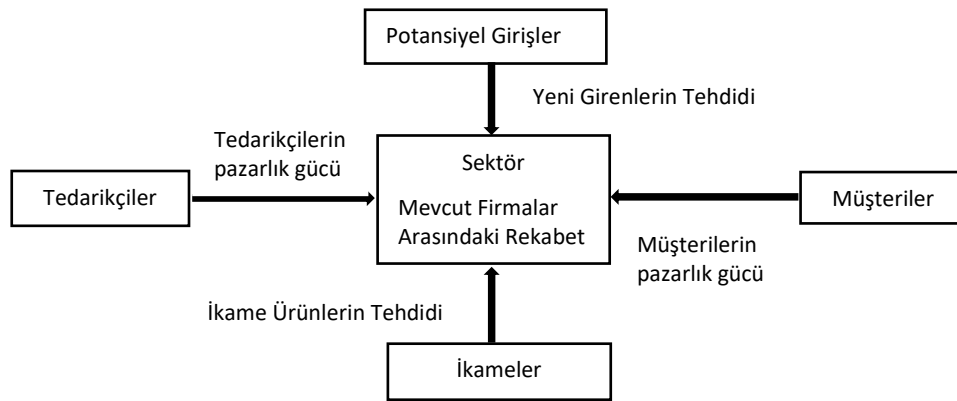 Potansiyel Girişler
Yeni Girenlerin Tehdidi
Tedarikçilerin
pazarlık gücü
Sektör
Tedarikçiler
Mevcut Firmalar
Arasındaki Rekabet
Müşteriler
Müşterilerin
pazarlık gücü
İkame Ürünlerin Tehdidi
İkameler